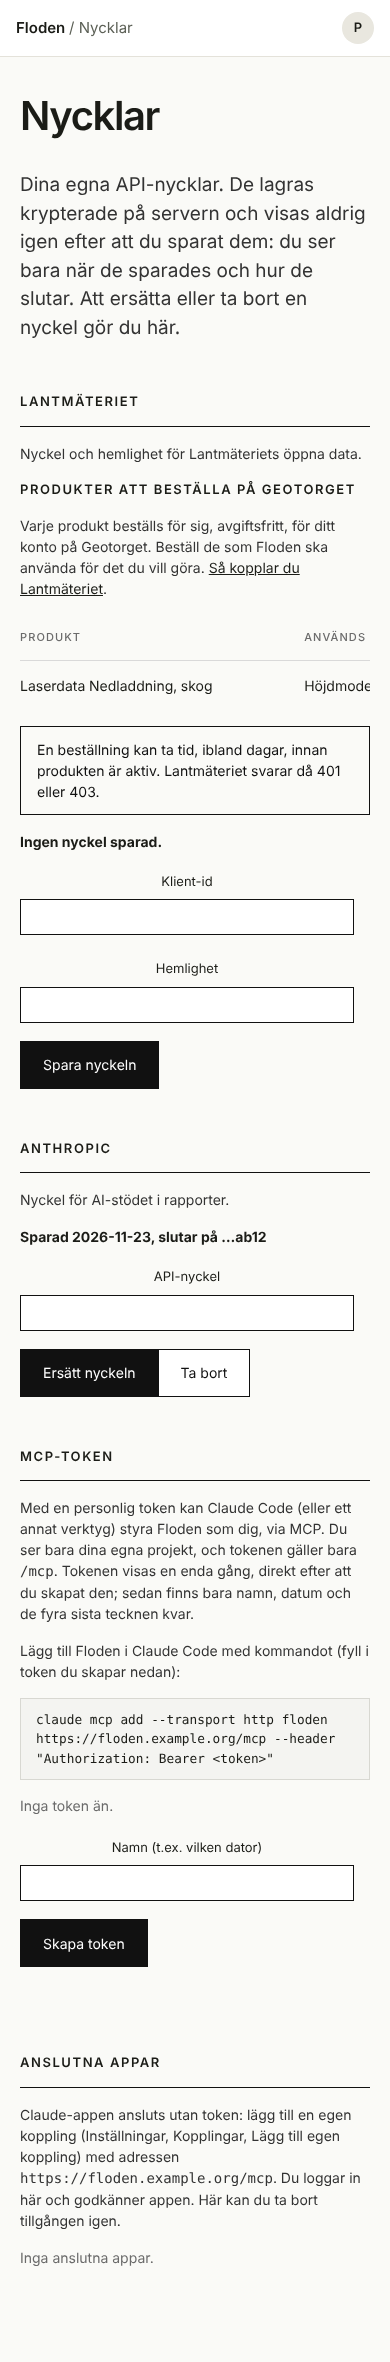 Floden / Nycklar
P
Nycklar
Dina egna API-nycklar. De lagras
krypterade på servern och visas aldrig
igen efter att du sparat dem: du ser
bara när de sparades och hur de
slutar. Att ersätta eller ta bort en
nyckel gör du här.
LANTMÄTERIET
Nyckel och hemlighet för Lantmäteriets öppna data.
PRODUKTER ATT BESTÄLLA PÅ GEOTORGET
Varje produkt beställs för sig, avgiftsfritt, för ditt
konto på Geotorget. Beställ de som Floden ska
använda för det du vill göra. Så kopplar du
Lantmäteriet.
PRODUKT ANVÄNDS
Laserdata Nedladdning, skog Höjdmode
En beställning kan ta tid, ibland dagar, innan
produkten är aktiv. Lantmäteriet svarar då 401
eller 403.
Ingen nyckel sparad.
Klient-id
Hemlighet
Spara nyckeln
ANTHROPIC
Nyckel för AI-stödet i rapporter.
Sparad 2026-11-23, slutar på …ab12
API-nyckel
Ersätt nyckeln Ta bort
MCP-TOKEN
Med en personlig token kan Claude Code (eller ett
annat verktyg) styra Floden som dig, via MCP. Du
ser bara dina egna projekt, och tokenen gäller bara
/mcp. Tokenen visas en enda gång, direkt efter att
du skapat den; sedan finns bara namn, datum och
de fyra sista tecknen kvar.
Lägg till Floden i Claude Code med kommandot (fyll i
token du skapar nedan):
claude mcp add --transport http floden
https://floden.example.org/mcp --header
"Authorization: Bearer <token>"
Inga token än.
Namn (t.ex. vilken dator)
Skapa token
ANSLUTNA APPAR
Claude-appen ansluts utan token: lägg till en egen
koppling (Inställningar, Kopplingar, Lägg till egen
koppling) med adressen
https://floden.example.org/mcp. Du loggar in
här och godkänner appen. Här kan du ta bort
tillgången igen.
Inga anslutna appar.